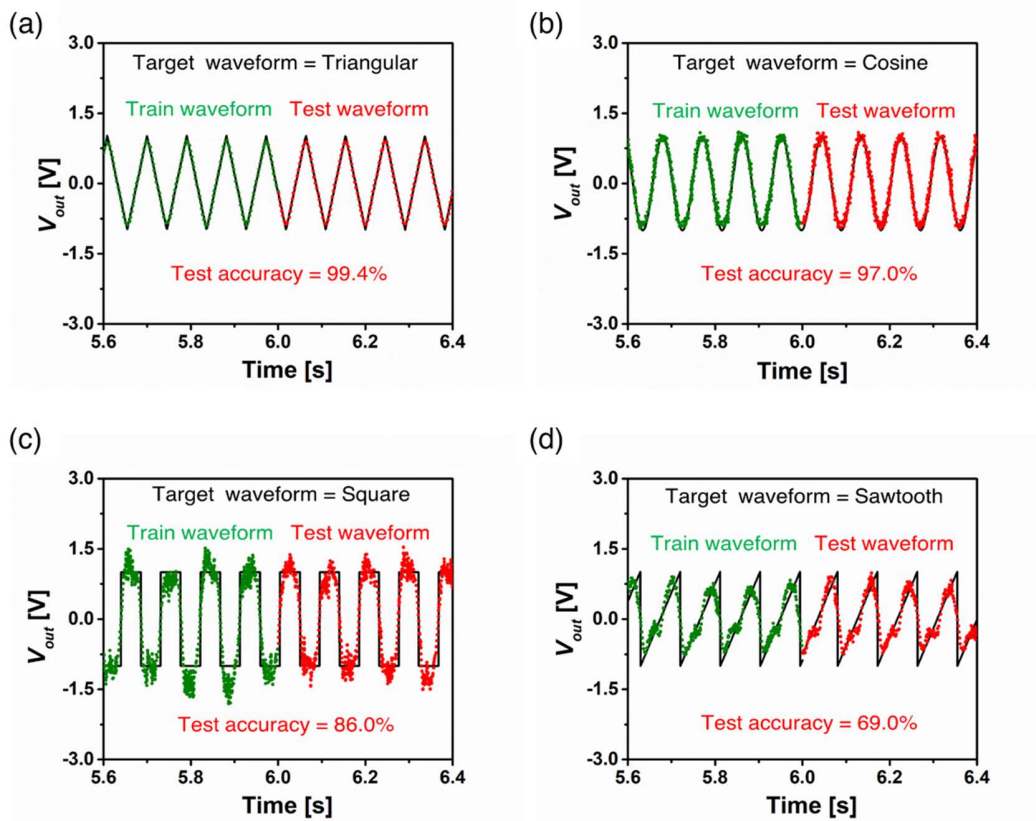 (a)
3.0
Target waveform = Triangular
Train waveform Test waveform
1.5
0.0
-1.5
Test accuracy = 99.4%
-3.0
5.6 5.8 6.0 6.2 6.4
Vout [V]
Time [s]
(b)
3.0
Target waveform = Cosine
Train waveform Test waveform
1.5
0.0
-1.5
Test accuracy = 97.0%
-3.0
5.6 5.8 6.0 6.2 6.4
Vout [V]
Time [s]
(c)
3.0
Target waveform = Square
Train waveform Test waveform
1.5
0.0
-1.5
Test accuracy = 86.0%
-3.0
5.6 5.8 6.0 6.2 6.4
Vout [V]
Time [s]
(d)
3.0
Target waveform = Sawtooth
Train waveform Test waveform
1.5
0.0
-1.5
Test accuracy = 69.0%
-3.0
5.6 5.8 6.0 6.2 6.4
Vout [V]
Time [s]